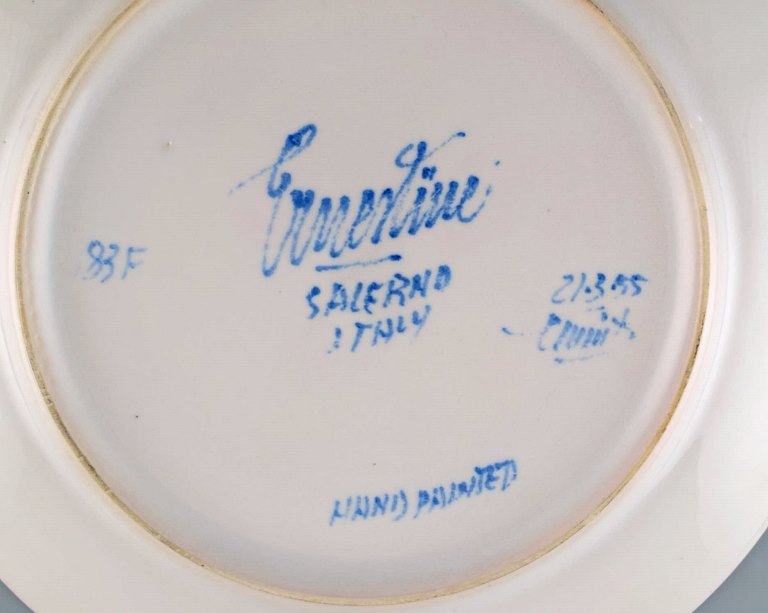 Ernestine
SALERNO
ITALY
83F
21.3.55
HAND PAINTED